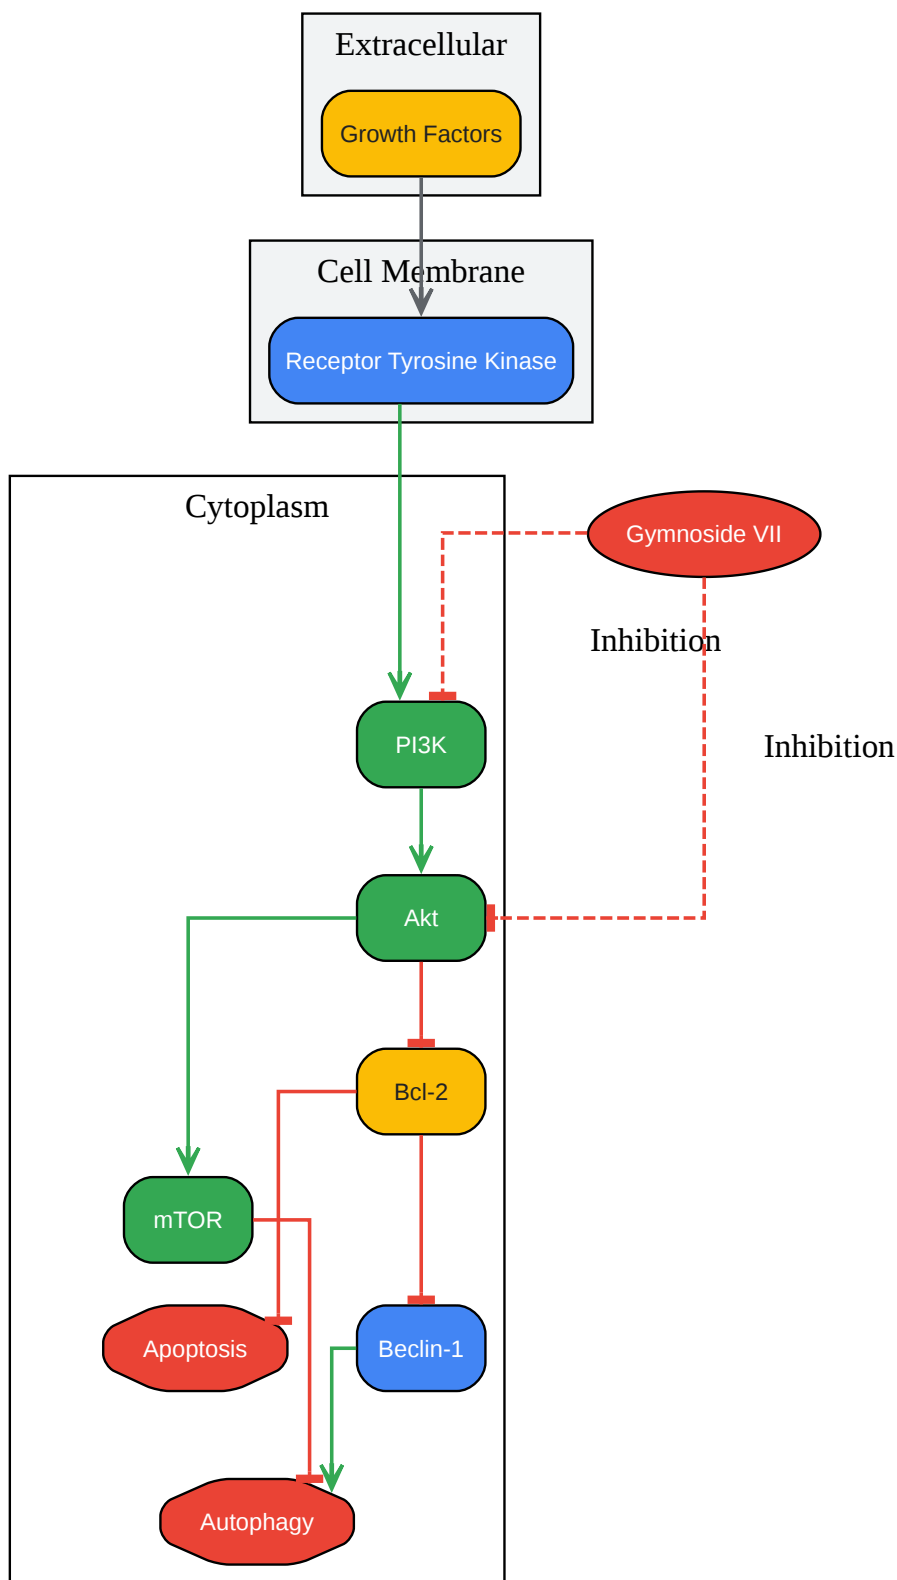 Extracellular
Growth Factors
Cell Membrane
Receptor Tyrosine Kinase
Cytoplasm
Gymnoside VII
Inhibition
PI3K
Inhibition
Akt
Bcl-2
mTOR
Apoptosis
Beclin-1
Autophagy